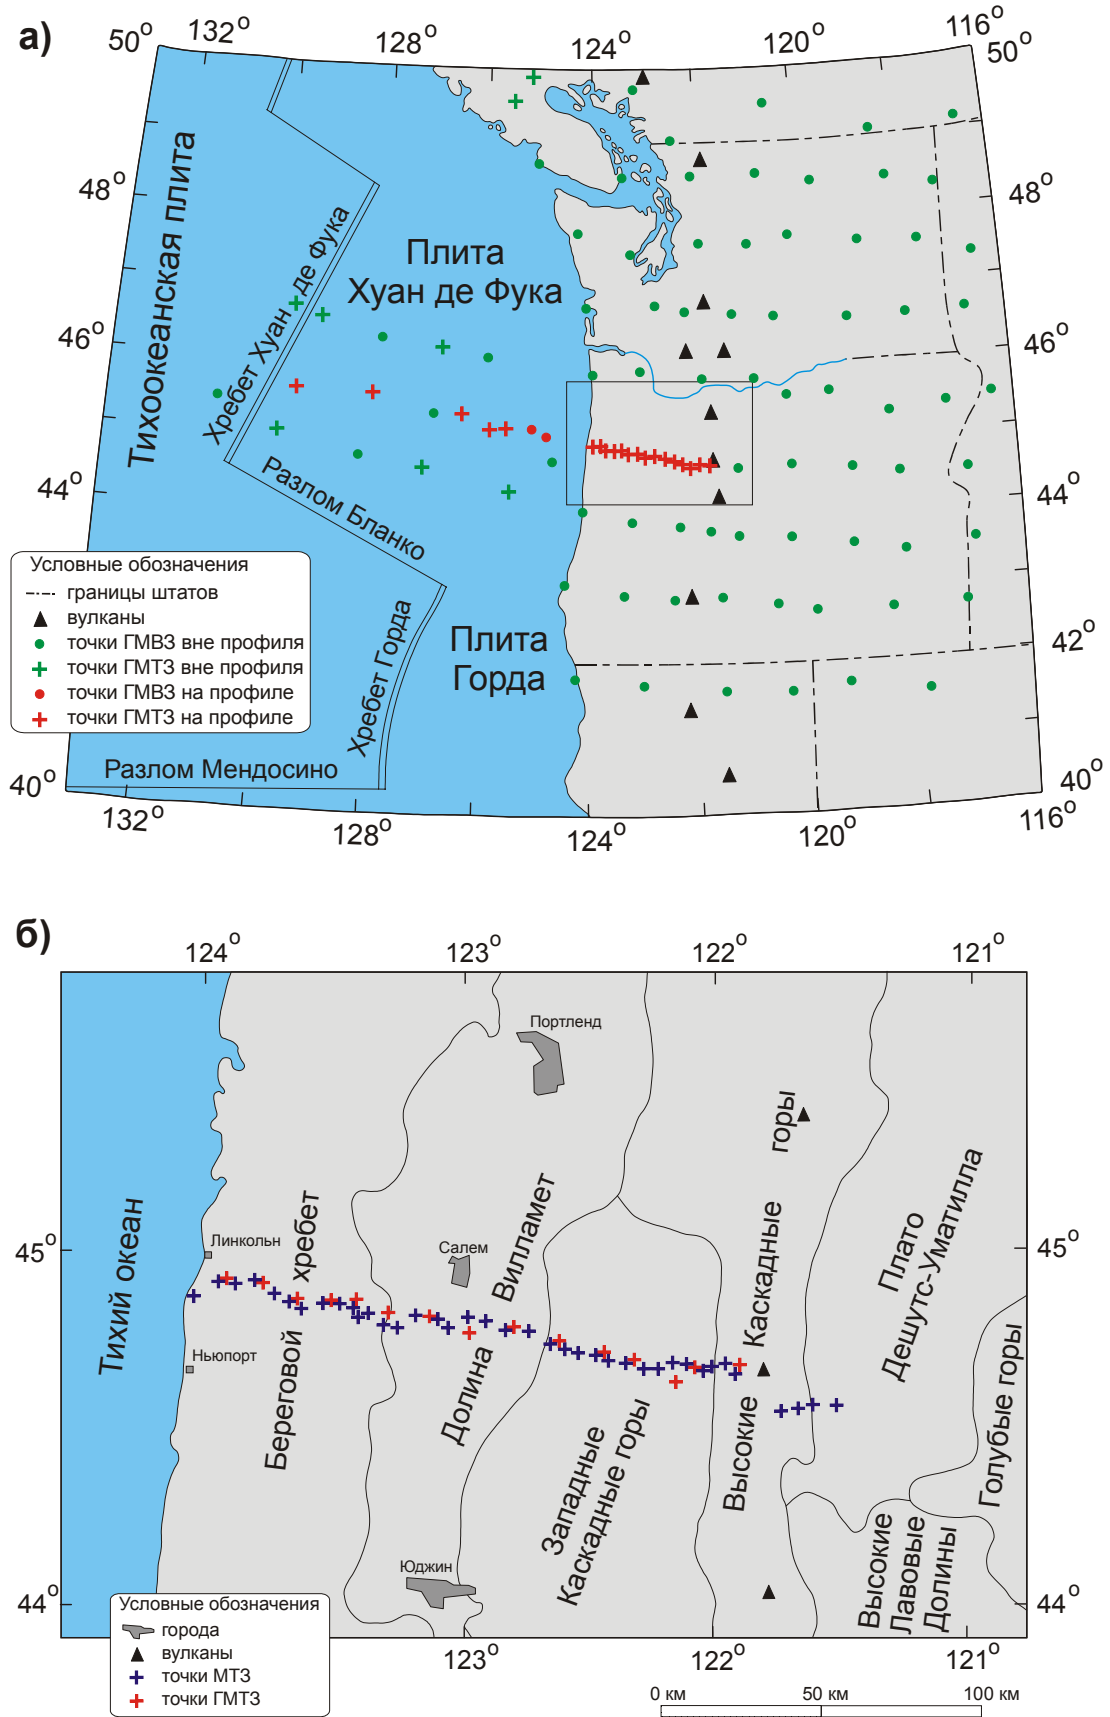 а)
132°
128°
124°
120°
116°
50°
50°
48°
48°
46°
46°
44°
44°
42°
40°
40°
132°
128°
124°
120°
116°
Тихоокеанская плита
Хребет Хуан де Фука
Плита
Хуан де Фука
Разлом Бланко
Плита
Горда
Хребет Горда
Разлом Мендосино
Условные обозначения
границы штатов
вулканы
точки ГМВЗ вне профиля
точки ГМТЗ вне профиля
точки ГМВЗ на профиле
точки ГМТЗ на профиле
б)
124°
123°
122°
121°
Портленд
Тихий океан
Линкольн
Ньюпорт
Береговой хребет
Салем
Долина Вилламет
Западные
Каскадные горы
Высокие Каскадные горы
Плато
Дешутс-Уматилла
Голубые горы
Высокие
Лавовые
Долины
Юджин
45°
45°
44°
44°
123°
122°
121°
Условные обозначения
города
вулканы
точки МТЗ
точки ГМТЗ
0 км
50 км
100 км